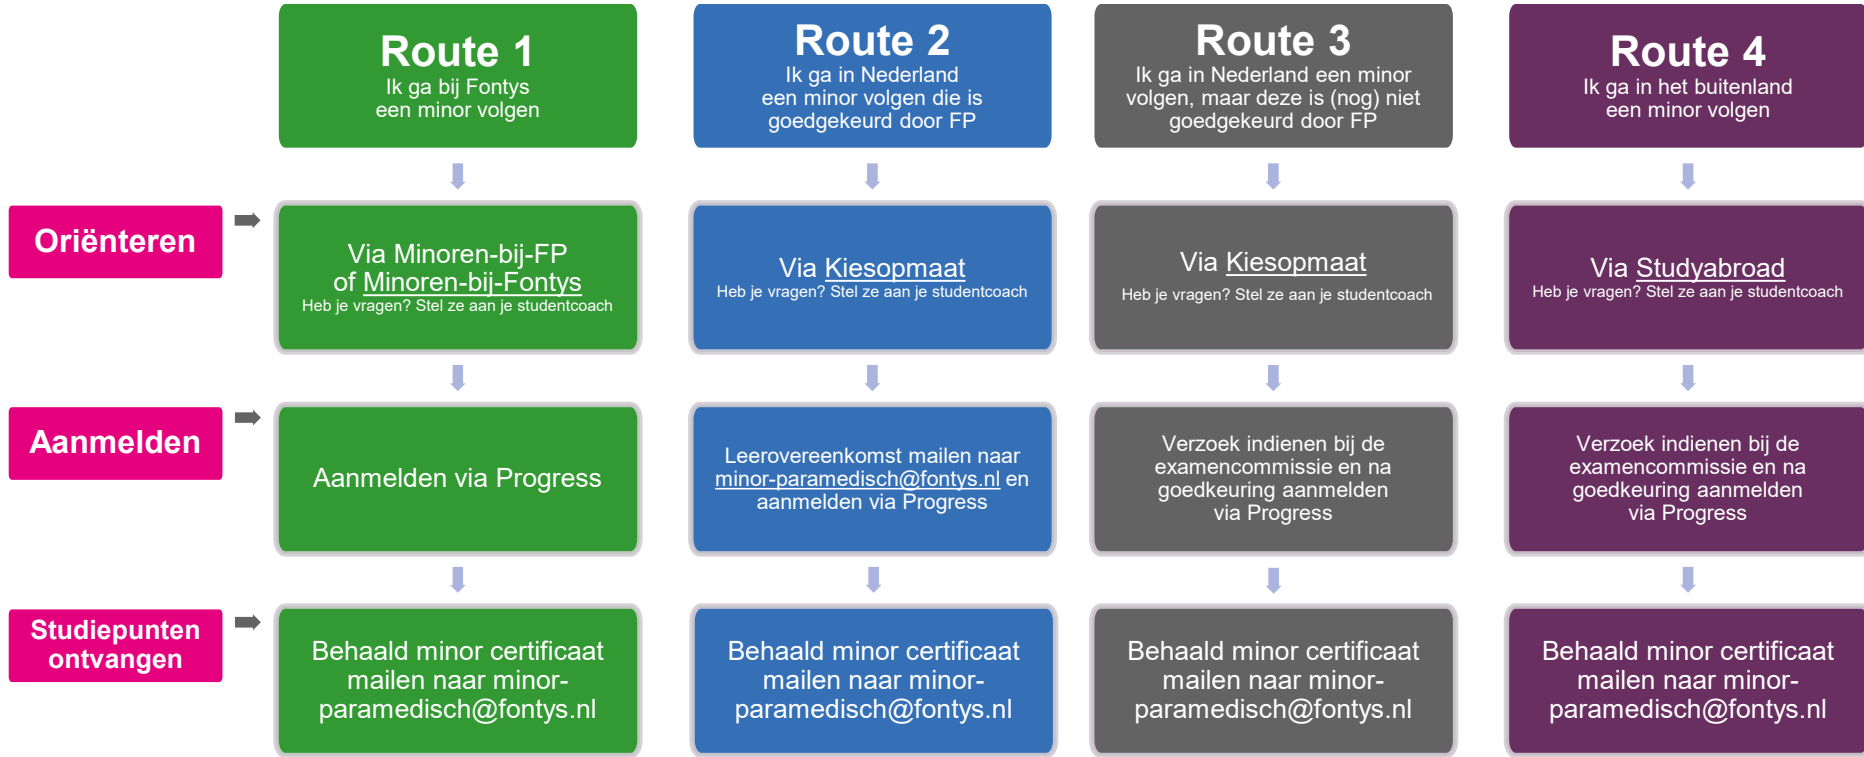 Route 1
Ik ga bij Fontys
een minor volgen
Route 2
Ik ga in Nederland
een minor volgen die is
goedgekeurd door FP
Route 3
Ik ga in Nederland een minor
volgen, maar deze is (nog) niet
goedgekeurd door FP
Route 4
Ik ga in het buitenland
een minor volgen
Oriënteren
Via Minoren-bij-FP
of Minoren-bij-Fontys
Heb je vragen? Stel ze aan je studentcoach
Via Kiesopmaat
Heb je vragen? Stel ze aan je studentcoach
Via Kiesopmaat
Heb je vragen? Stel ze aan je studentcoach
Via Studyabroad
Heb je vragen? Stel ze aan je studentcoach
Aanmelden
Aanmelden via Progress
Leerovereenkomst mailen naar
minor-paramedisch@fontys.nl en
aanmelden via Progress
Verzoek indienen bij de
examencommissie en na
goedkeuring aanmelden
via Progress
Verzoek indienen bij de
examencommissie en na
goedkeuring aanmelden
via Progress
Studiepunten
ontvangen
Behaald minor certificaat
mailen naar minor-
paramedisch@fontys.nl
Behaald minor certificaat
mailen naar minor-
paramedisch@fontys.nl
Behaald minor certificaat
mailen naar minor-
paramedisch@fontys.nl
Behaald minor certificaat
mailen naar minor-
paramedisch@fontys.nl